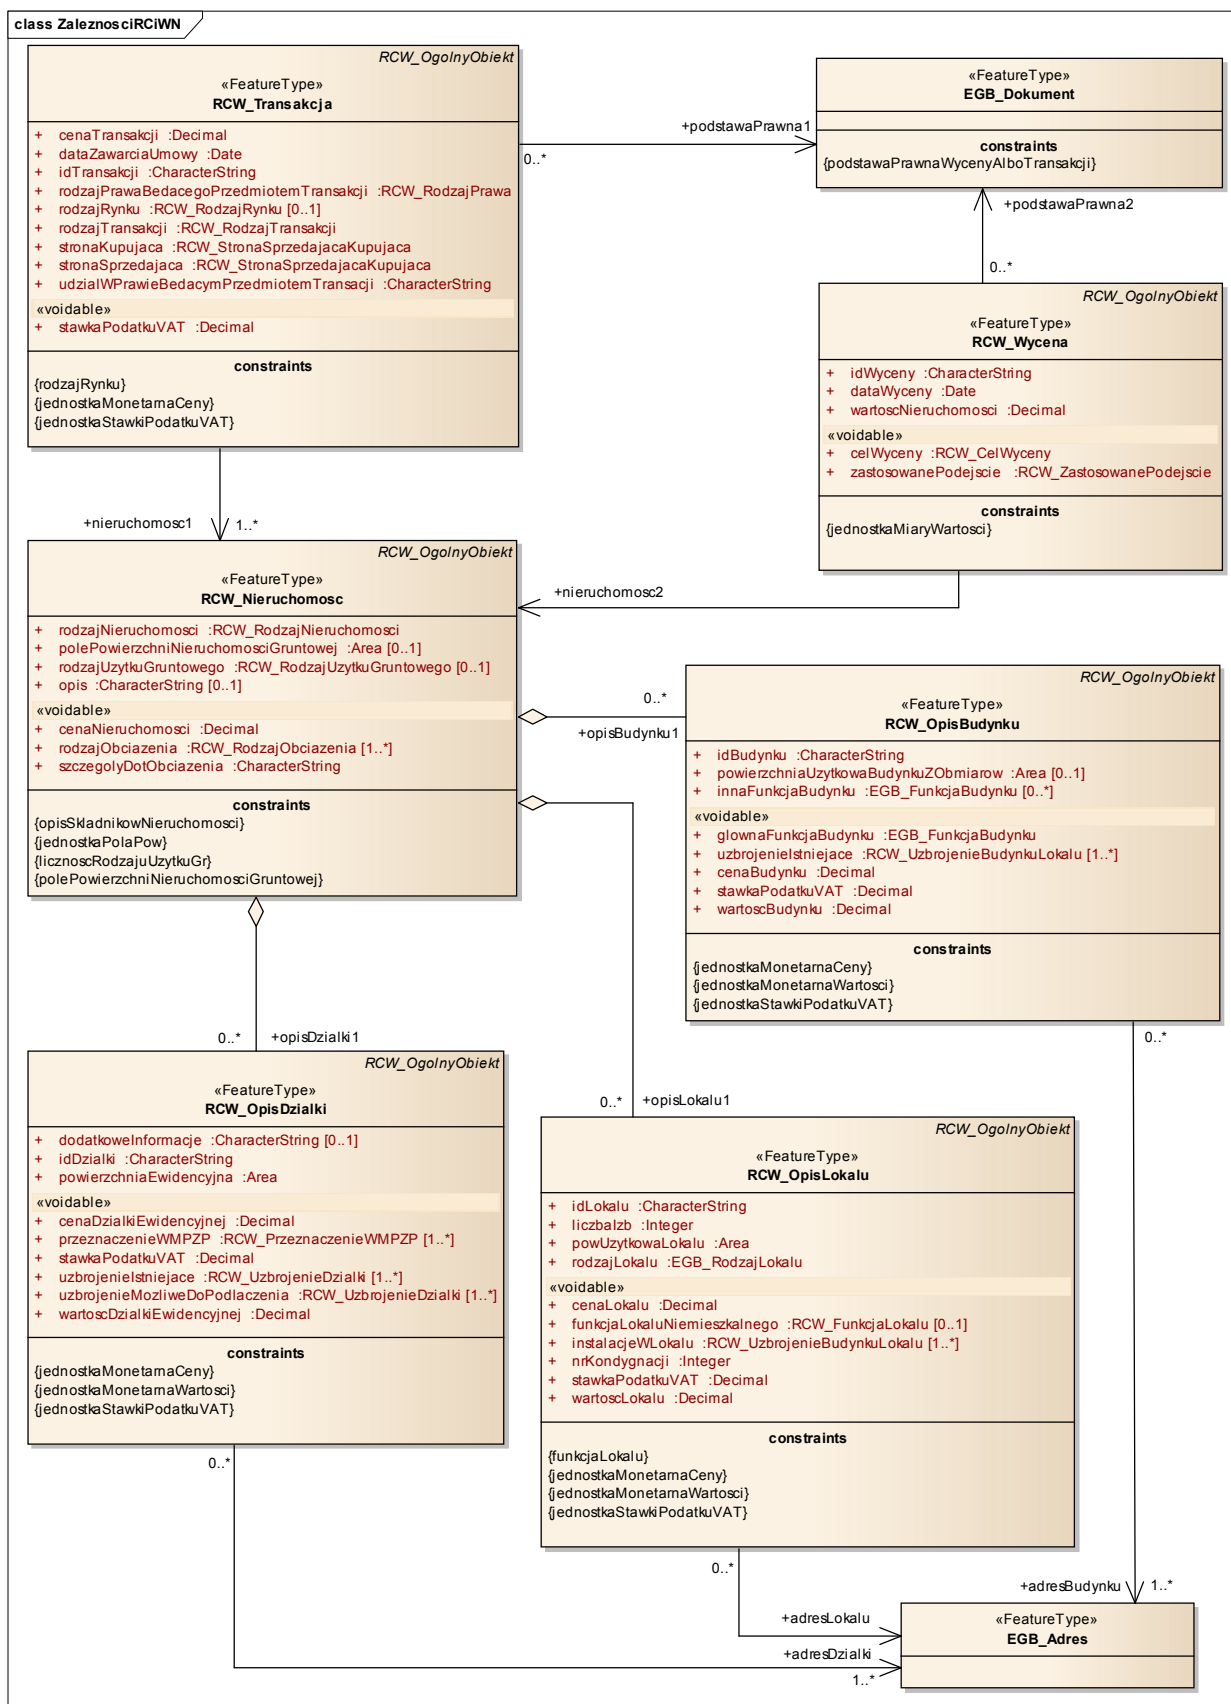 class ZaleznosciRCiWN
RCW_OgolnyObiekt
«FeatureType»
RCW_Transakcja
+ cenaTransakcji :Decimal
+ dataZawarciaUmowy :Date
+ idTransakcji :CharacterString
+ rodzajPrawaBedacegoPrzedmiotemTransakcji :RCW_RodzajPrawa
+ rodzajRynku :RCW_RodzajRynku [0..1]
+ rodzajTransakcji :RCW_RodzajTransakcji
+ stronaKupujaca :RCW_StronaSprzedajacaKupujaca
+ stronaSprzedajaca :RCW_StronaSprzedajacaKupujaca
+ udzialWPrawieBedacymPrzedmiotemTransacji :CharacterString
«voidable»
+ stawkaPodatkuVAT :Decimal
constraints
{rodzajRynku}
{jednostkaMonetarnaCeny}
{jednostkaStawkiPodatkuVAT}
+podstawaPrawna1
0..*
«FeatureType»
EGB_Dokument
constraints
{podstawaPrawnaWycenyAlboTransakcji}
+podstawaPrawna2
0..*
RCW_OgolnyObiekt
«FeatureType»
RCW_Wycena
+ idWyceny :CharacterString
+ dataWyceny :Date
+ wartoscNieruchomosci :Decimal
«voidable»
+ celWyceny :RCW_CelWyceny
+ zastosowanePodejscie :RCW_ZastosowanePodejscie
constraints
{jednostkaMiaryWartosci}
+nieruchomosc1
1..*
+nieruchomosc2
RCW_OgolnyObiekt
«FeatureType»
RCW_Nieruchomosc
+ rodzajNieruchomosci :RCW_RodzajNieruchomosci
+ polePowierzchniNieruchomosciGruntowej :Area [0..1]
+ rodzajUzytkuGruntowego :RCW_RodzajUzytkuGruntowego [0..1]
+ opis :CharacterString [0..1]
«voidable»
+ cenaNieruchomosci :Decimal
+ rodzajObciazenia :RCW_RodzajObciazenia [1..*]
+ szczegolyDotObciazenia :CharacterString
constraints
{opisSkladnikowNieruchomosci}
{jednostkaPolaPow}
{licznoscRodzajuUzytkuGr}
{polePowierzchniNieruchomosciGruntowej}
0..*
+opisBudynku1
RCW_OgolnyObiekt
«FeatureType»
RCW_OpisBudynku
+ idBudynku :CharacterString
+ powierzchniaUzytkowaBudynkuZObmiarow :Area [0..1]
+ innaFunkcjaBudynku :EGB_FunkcjaBudynku [0..*]
«voidable»
+ glownaFunkcjaBudynku :EGB_FunkcjaBudynku
+ uzbrojenieIstniejace :RCW_UzbrojenieBudynkuLokalu [1..*]
+ cenaBudynku :Decimal
+ stawkaPodatkuVAT :Decimal
+ wartoscBudynku :Decimal
constraints
{jednostkaMonetarnaCeny}
{jednostkaMonetarnaWartosci}
{jednostkaStawkiPodatkuVAT}
0..*
0..*
+opisDzialki1
RCW_OgolnyObiekt
«FeatureType»
RCW_OpisDzialki
+ dodatkoweInformacje :CharacterString [0..1]
+ idDzialki :CharacterString
+ powierzchniaEwidencyjna :Area
«voidable»
+ cenaDzialkiEwidencyjnej :Decimal
+ przeznaczenieWMPZP :RCW_PrzeznaczenieWMPZP [1..*]
+ stawkaPodatkuVAT :Decimal
+ uzbrojenieIstniejace :RCW_UzbrojenieDzialki [1..*]
+ uzbrojenieMozliweDoPodlaczenia :RCW_UzbrojenieDzialki [1..*]
+ wartoscDzialkiEwidencyjnej :Decimal
constraints
{jednostkaMonetarnaCeny}
{jednostkaMonetarnaWartosci}
{jednostkaStawkiPodatkuVAT}
0..*
0..*
+opisLokalu1
RCW_OgolnyObiekt
«FeatureType»
RCW_OpisLokalu
+ idLokalu :CharacterString
+ liczbaIzb :Integer
+ powUzytkowaLokalu :Area
+ rodzajLokalu :EGB_RodzajLokalu
«voidable»
+ cenaLokalu :Decimal
+ funkcjaLokaluNiemieszkalnego :RCW_FunkcjaLokalu [0..1]
+ instalacjeWLokalu :RCW_UzbrojenieBudynkuLokalu [1..*]
+ nrKondygnacji :Integer
+ stawkaPodatkuVAT :Decimal
+ wartoscLokalu :Decimal
constraints
{funkcjaLokalu}
{jednostkaMonetarnaCeny}
{jednostkaMonetarnaWartosci}
{jednostkaStawkiPodatkuVAT}
0..*
+adresBudynku
1..*
+adresLokalu
+adresDzialki
1..*
«FeatureType»
EGB_Adres